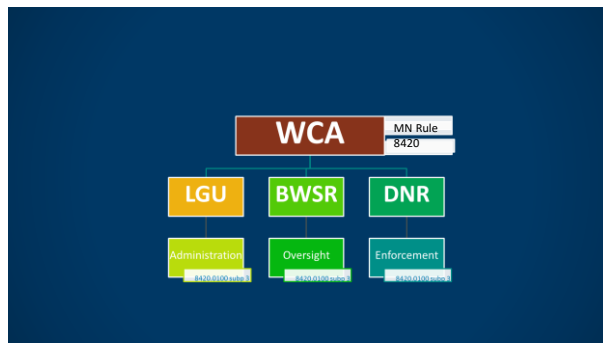 WCA
MN Rule
8420
LGU
BWSR
DNR
Administration
Oversight
Enforcement
8420.0100 subp 3
8420.0100 subp 3
8420.0100 subp 3